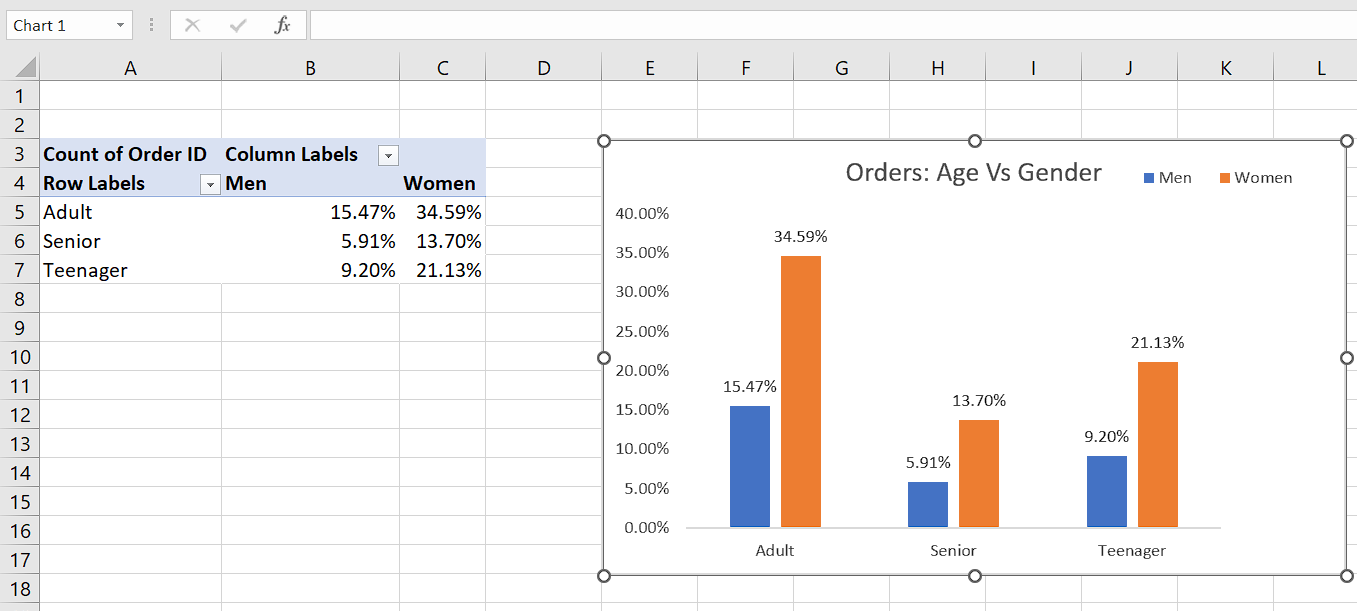 Chart 1
fx
A B C D E F G H I J K L
1
2
3 Count of Order ID Column Labels
4 Row Labels Men Women
5 Adult 15.47% 34.59%
6 Senior 5.91% 13.70%
7 Teenager 9.20% 21.13%
8
9
10
11
12
13
14
15
16
17
18
Orders: Age Vs Gender
Men Women
40.00%
35.00%
30.00%
25.00%
20.00%
15.00%
10.00%
5.00%
0.00%
15.47% 34.59%
5.91% 13.70%
9.20% 21.13%
Adult Senior Teenager